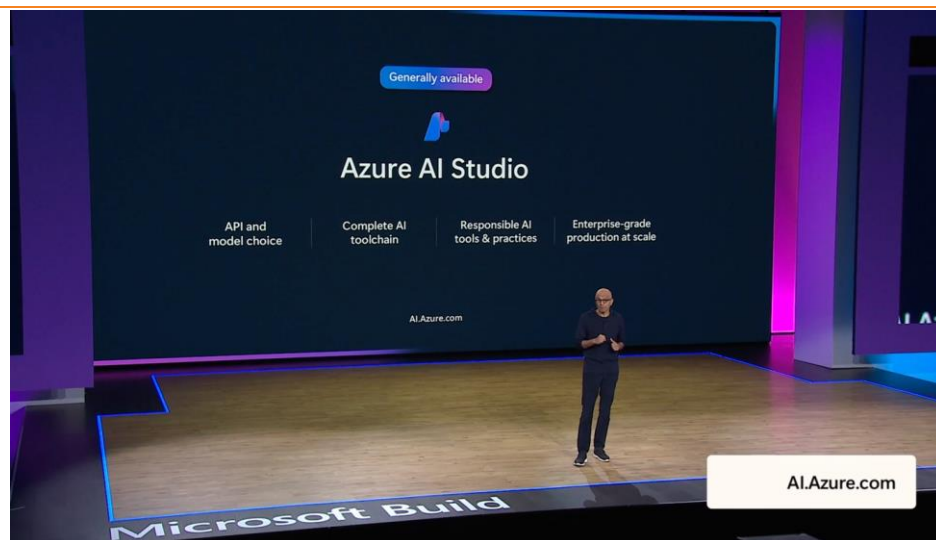 Generally available
Azure AI Studio
API and
model choice
Complete AI
toolchain
Responsible AI
tools & practices
Enterprise-grade
production at scale
AI.Azure.com
Microsoft Build
AI.Azure.com